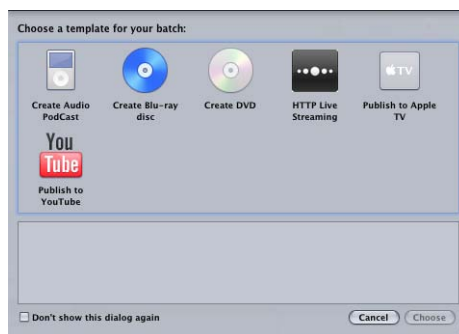 Choose a template for your batch:
tv
Create Audio
PodCast
Create Blu-ray
disc
Create DVD
HTTP Live
Streaming
Publish to Apple
TV
You
Tube
Publish to
YouTube
Don't show this dialog again
Cancel
Choose